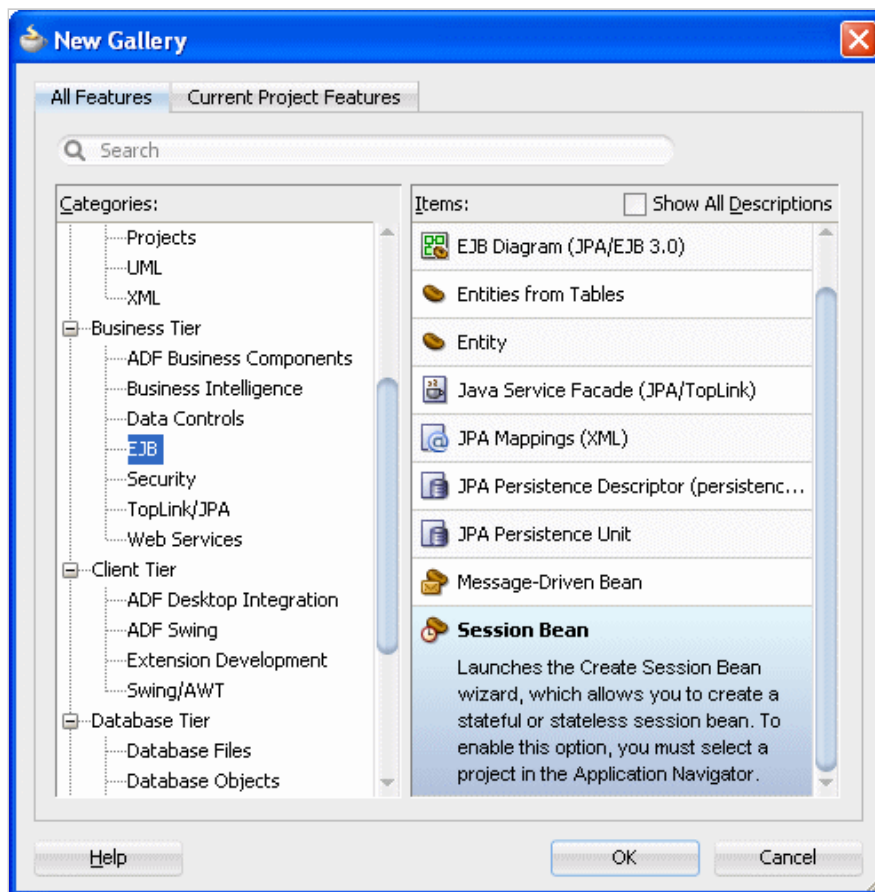 New Gallery
All Features
Current Project Features
Search
Categories:
Projects
UML
XML
Business Tier
ADF Business Components
Business Intelligence
Data Controls
EJB
Security
TopLink/JPA
Web Services
Client Tier
ADF Desktop Integration
ADF Swing
Extension Development
Swing/AWT
Database Tier
Database Files
Database Objects
Items:
Show All Descriptions
EJB Diagram (JPA/EJB 3.0)
Entities from Tables
Entity
Java Service Facade (JPA/TopLink)
JPA Mappings (XML)
JPA Persistence Descriptor (persistenc...
JPA Persistence Unit
Message-Driven Bean
Session Bean
Launches the Create Session Bean
wizard, which allows you to create a
stateful or stateless session bean. To
enable this option, you must select a
project in the Application Navigator.
Help
OK
Cancel